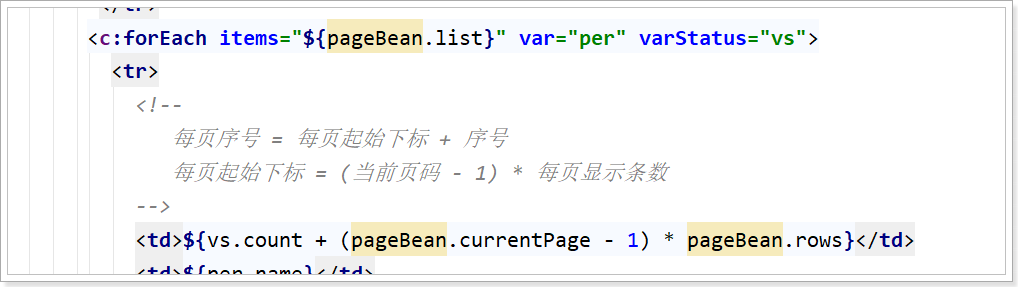 </tr>
<c:forEach items="${pageBean.list}" var="per" varStatus="vs">
<tr>
<!--
每页序号 = 每页起始下标 + 序号
每页起始下标 = (当前页码 - 1) * 每页显示条数
-->
<td>${vs.count + (pageBean.currentPage - 1) * pageBean.rows}</td>
<td>${per.name}</td>